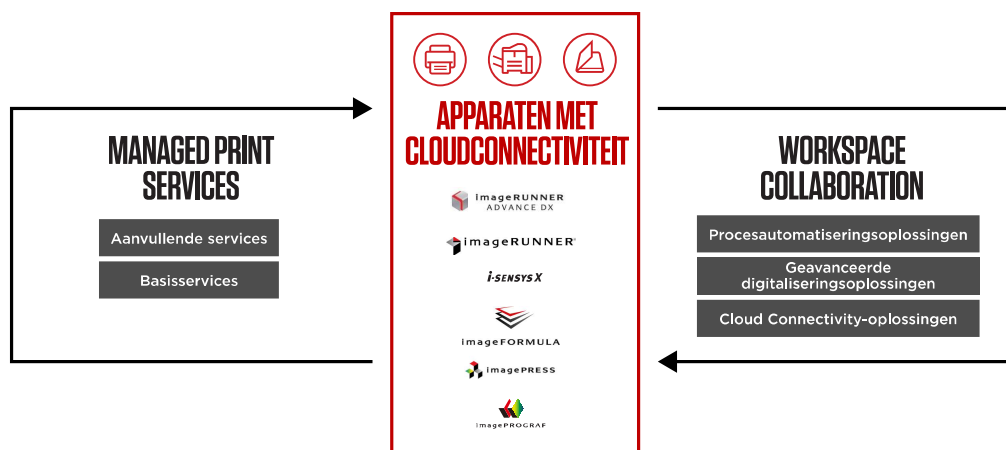 MANAGED PRINT
SERVICES
Aanvullende services
Basisservices
APPARATEN MET
CLOUDCONNECTIVITEIT
imageRUNNER
ADVANCE DX
imageRUNNER®
i-SENSYS X
imageFORMULA
imagePRESS
imagePROGRAF
WORKSPACE
COLLABORATION
Procesautomatiseringsoplossingen
Geavanceerde
digitaliseringsoplossingen
Cloud Connectivity-oplossingen